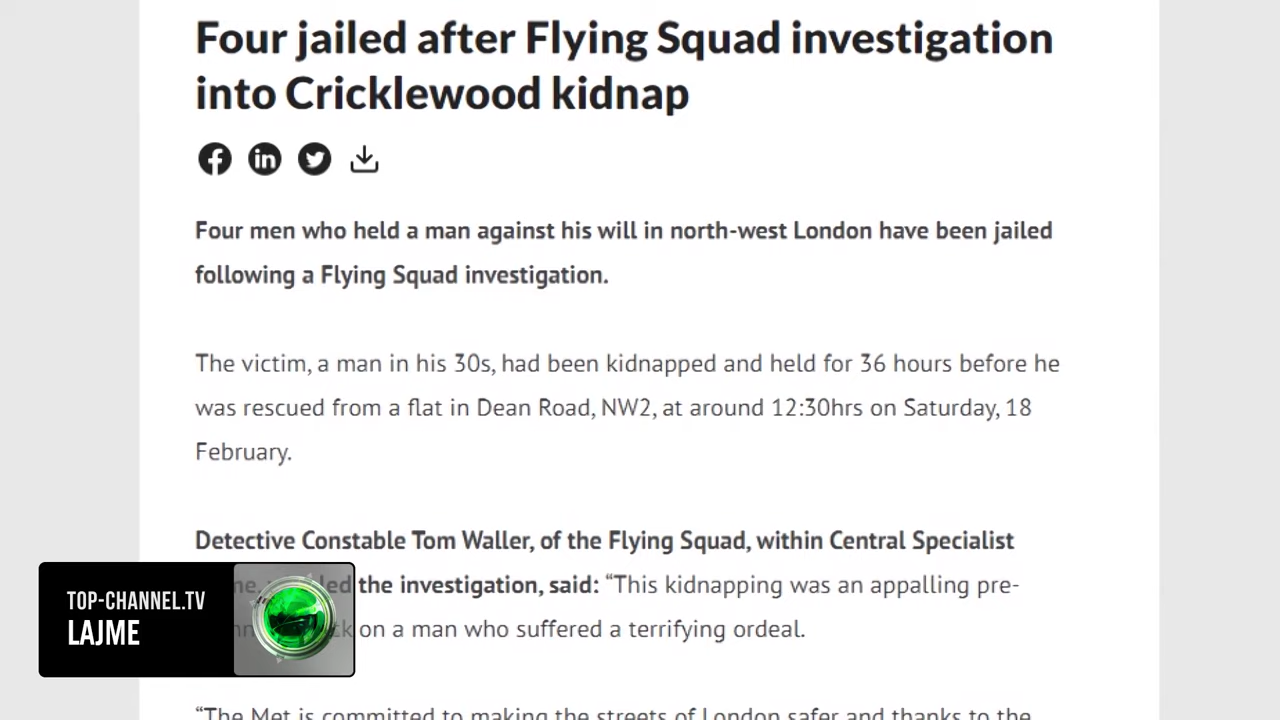 Four jailed after Flying Squad investigation
into Cricklewood kidnap
Four men who held a man against his will in north-west London have been jailed
following a Flying Squad investigation.
The victim, a man in his 30s, had been kidnapped and held for 36 hours before he
was rescued from a flat in Dean Road, NW2, at around 12:30hrs on Saturday, 18
February.
Detective Constable Tom Waller, of the Flying Squad, within Central Specialist
the investigation, said: “This kidnapping was an appalling pre-
on a man who suffered a terrifying ordeal.
“The Met is committed to making the streets of London safer and thanks to the
TOP-CHANNEL.TV
LAJME